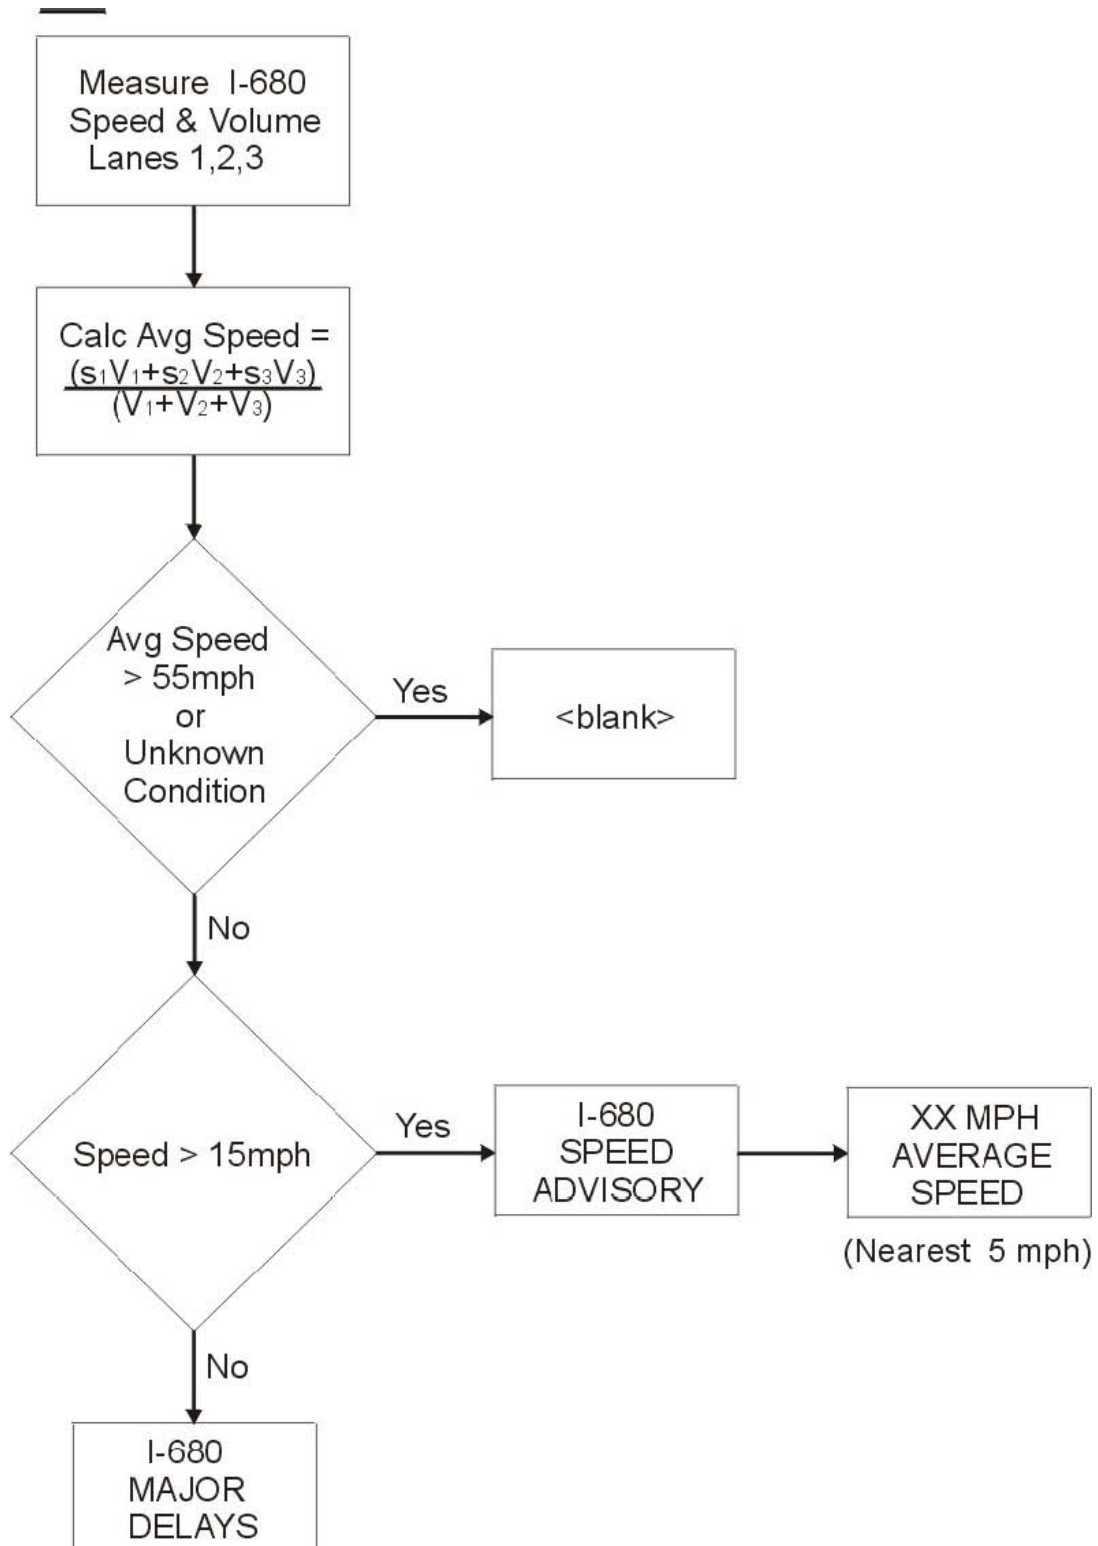 Measure I-680
Speed & Volume
Lanes 1,2,3
Calc Avg Speed =
(s₁V₁+s₂V₂+s₃V₃)
(V₁+V₂+V₃)
Avg Speed
> 55mph
or
Unknown
Condition
Yes
<blank>
No
Speed > 15mph
Yes
I-680
SPEED
ADVISORY
XX MPH
AVERAGE
SPEED
(Nearest 5 mph)
No
I-680
MAJOR
DELAYS